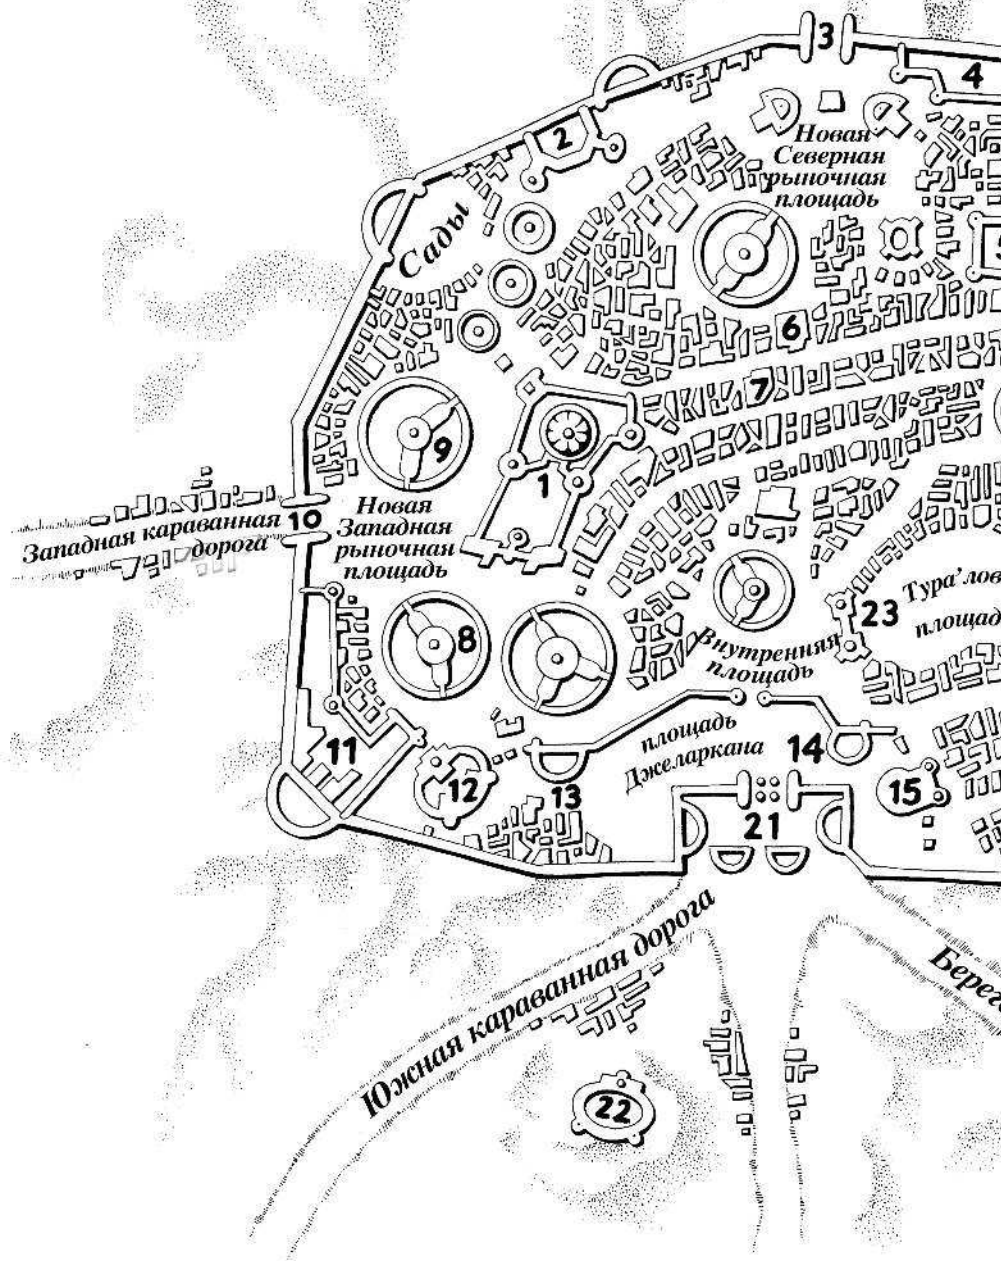 3
4
2
Новая
Северная
рыночная
площадь
Сады
5
6
7
9
1
Западная караванная
дорога
10
Новая
Западная
рыночная
площадь
8
23
Тура'лов
площад
Внутренняя
площадь
11
12
13
площадь
Джеларкана
14
15
21
Южная караванная дорога
Берего
22